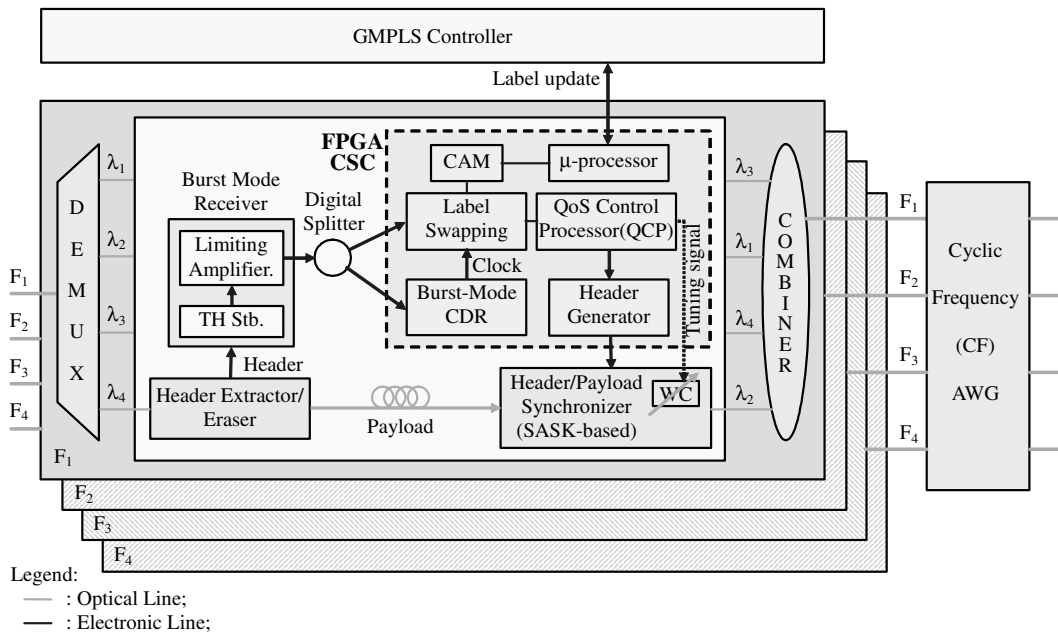 GMPLS Controller
Label update
FPGA
CSC
CAM
μ-processor
Burst Mode
Receiver
Digital
Splitter
Label
Swapping
QoS Control
Processor(QCP)
Limiting
Amplifier.
TH Stb.
Clock
Burst-Mode
CDR
Header
Generator
Tuning signal
Header
Header Extractor/
Eraser
Payload
Header/Payload
Synchronizer
(SASK-based)
WC
DEMUX
λ1
λ2
λ3
λ4
F1
F2
F3
F4
λ3
λ1
λ4
λ2
COMBINER
F1
F2
F3
F4
F1
F2
F3
F4
Cyclic
Frequency
(CF)
AWG
Legend:
: Optical Line;
: Electronic Line;